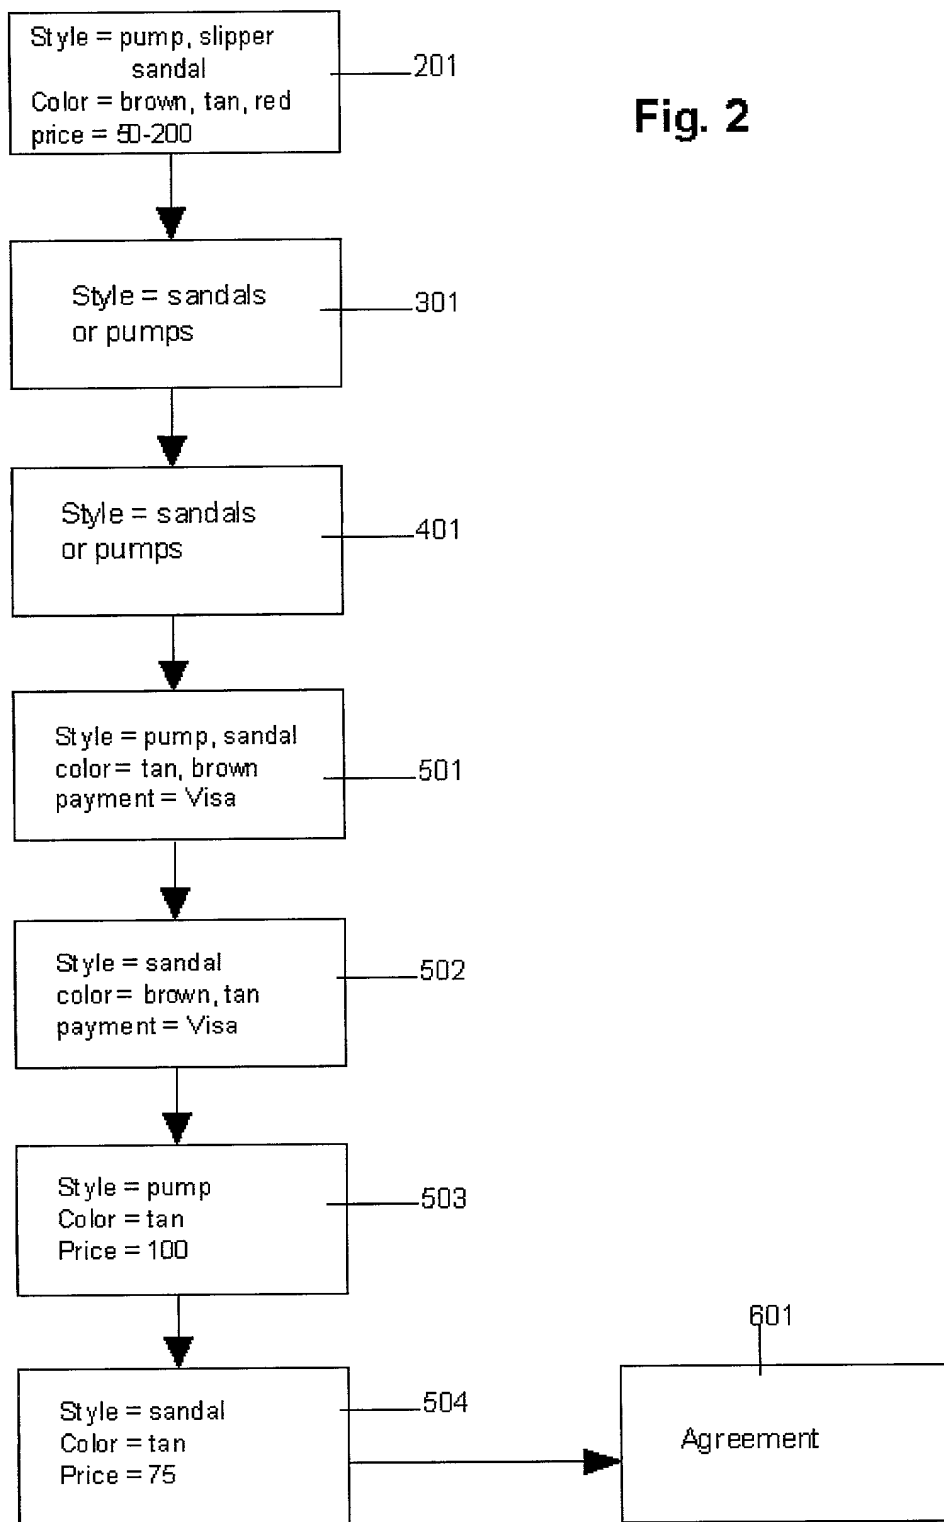 Style = pump, slipper
sandal
Color = brown, tan, red
price = 50-200
201
Fig. 2
Style = sandals
or pumps
301
Style = sandals
or pumps
401
Style = pump, sandal
color= tan, brown
payment = Visa
501
Style = sandal
color= brown, tan
payment = Visa
502
Style = pump
Color = tan
Price = 100
503
Style = sandal
Color = tan
Price = 75
504
601
Agreement